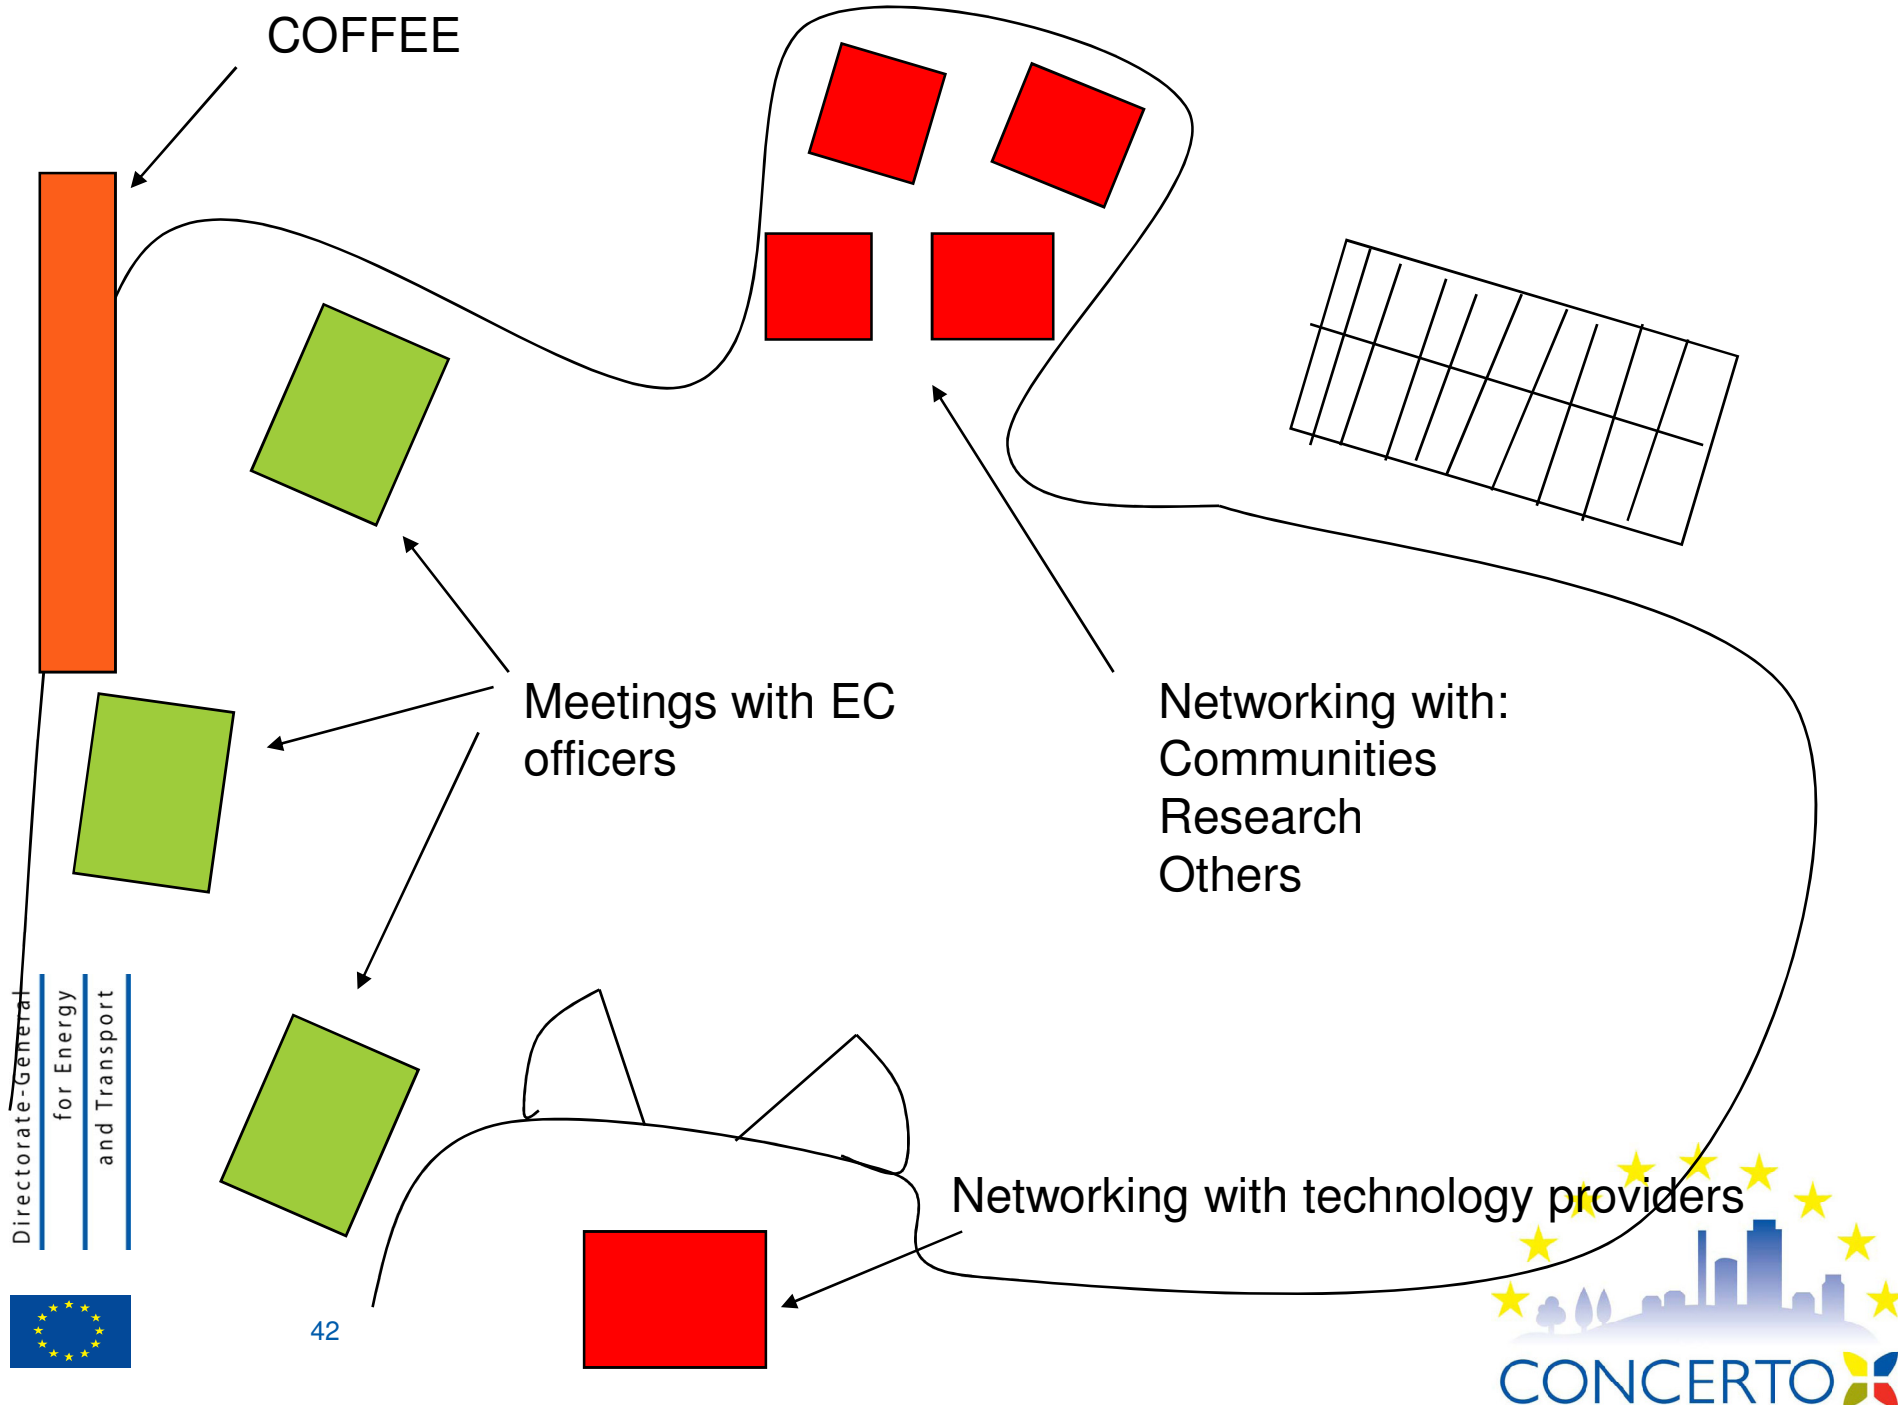 COFFEE
Meetings with EC
officers
Networking with:
Communities
Research
Others
Networking with technology providers
Directorate-General
for Energy
and Transport
42
CONCERTO